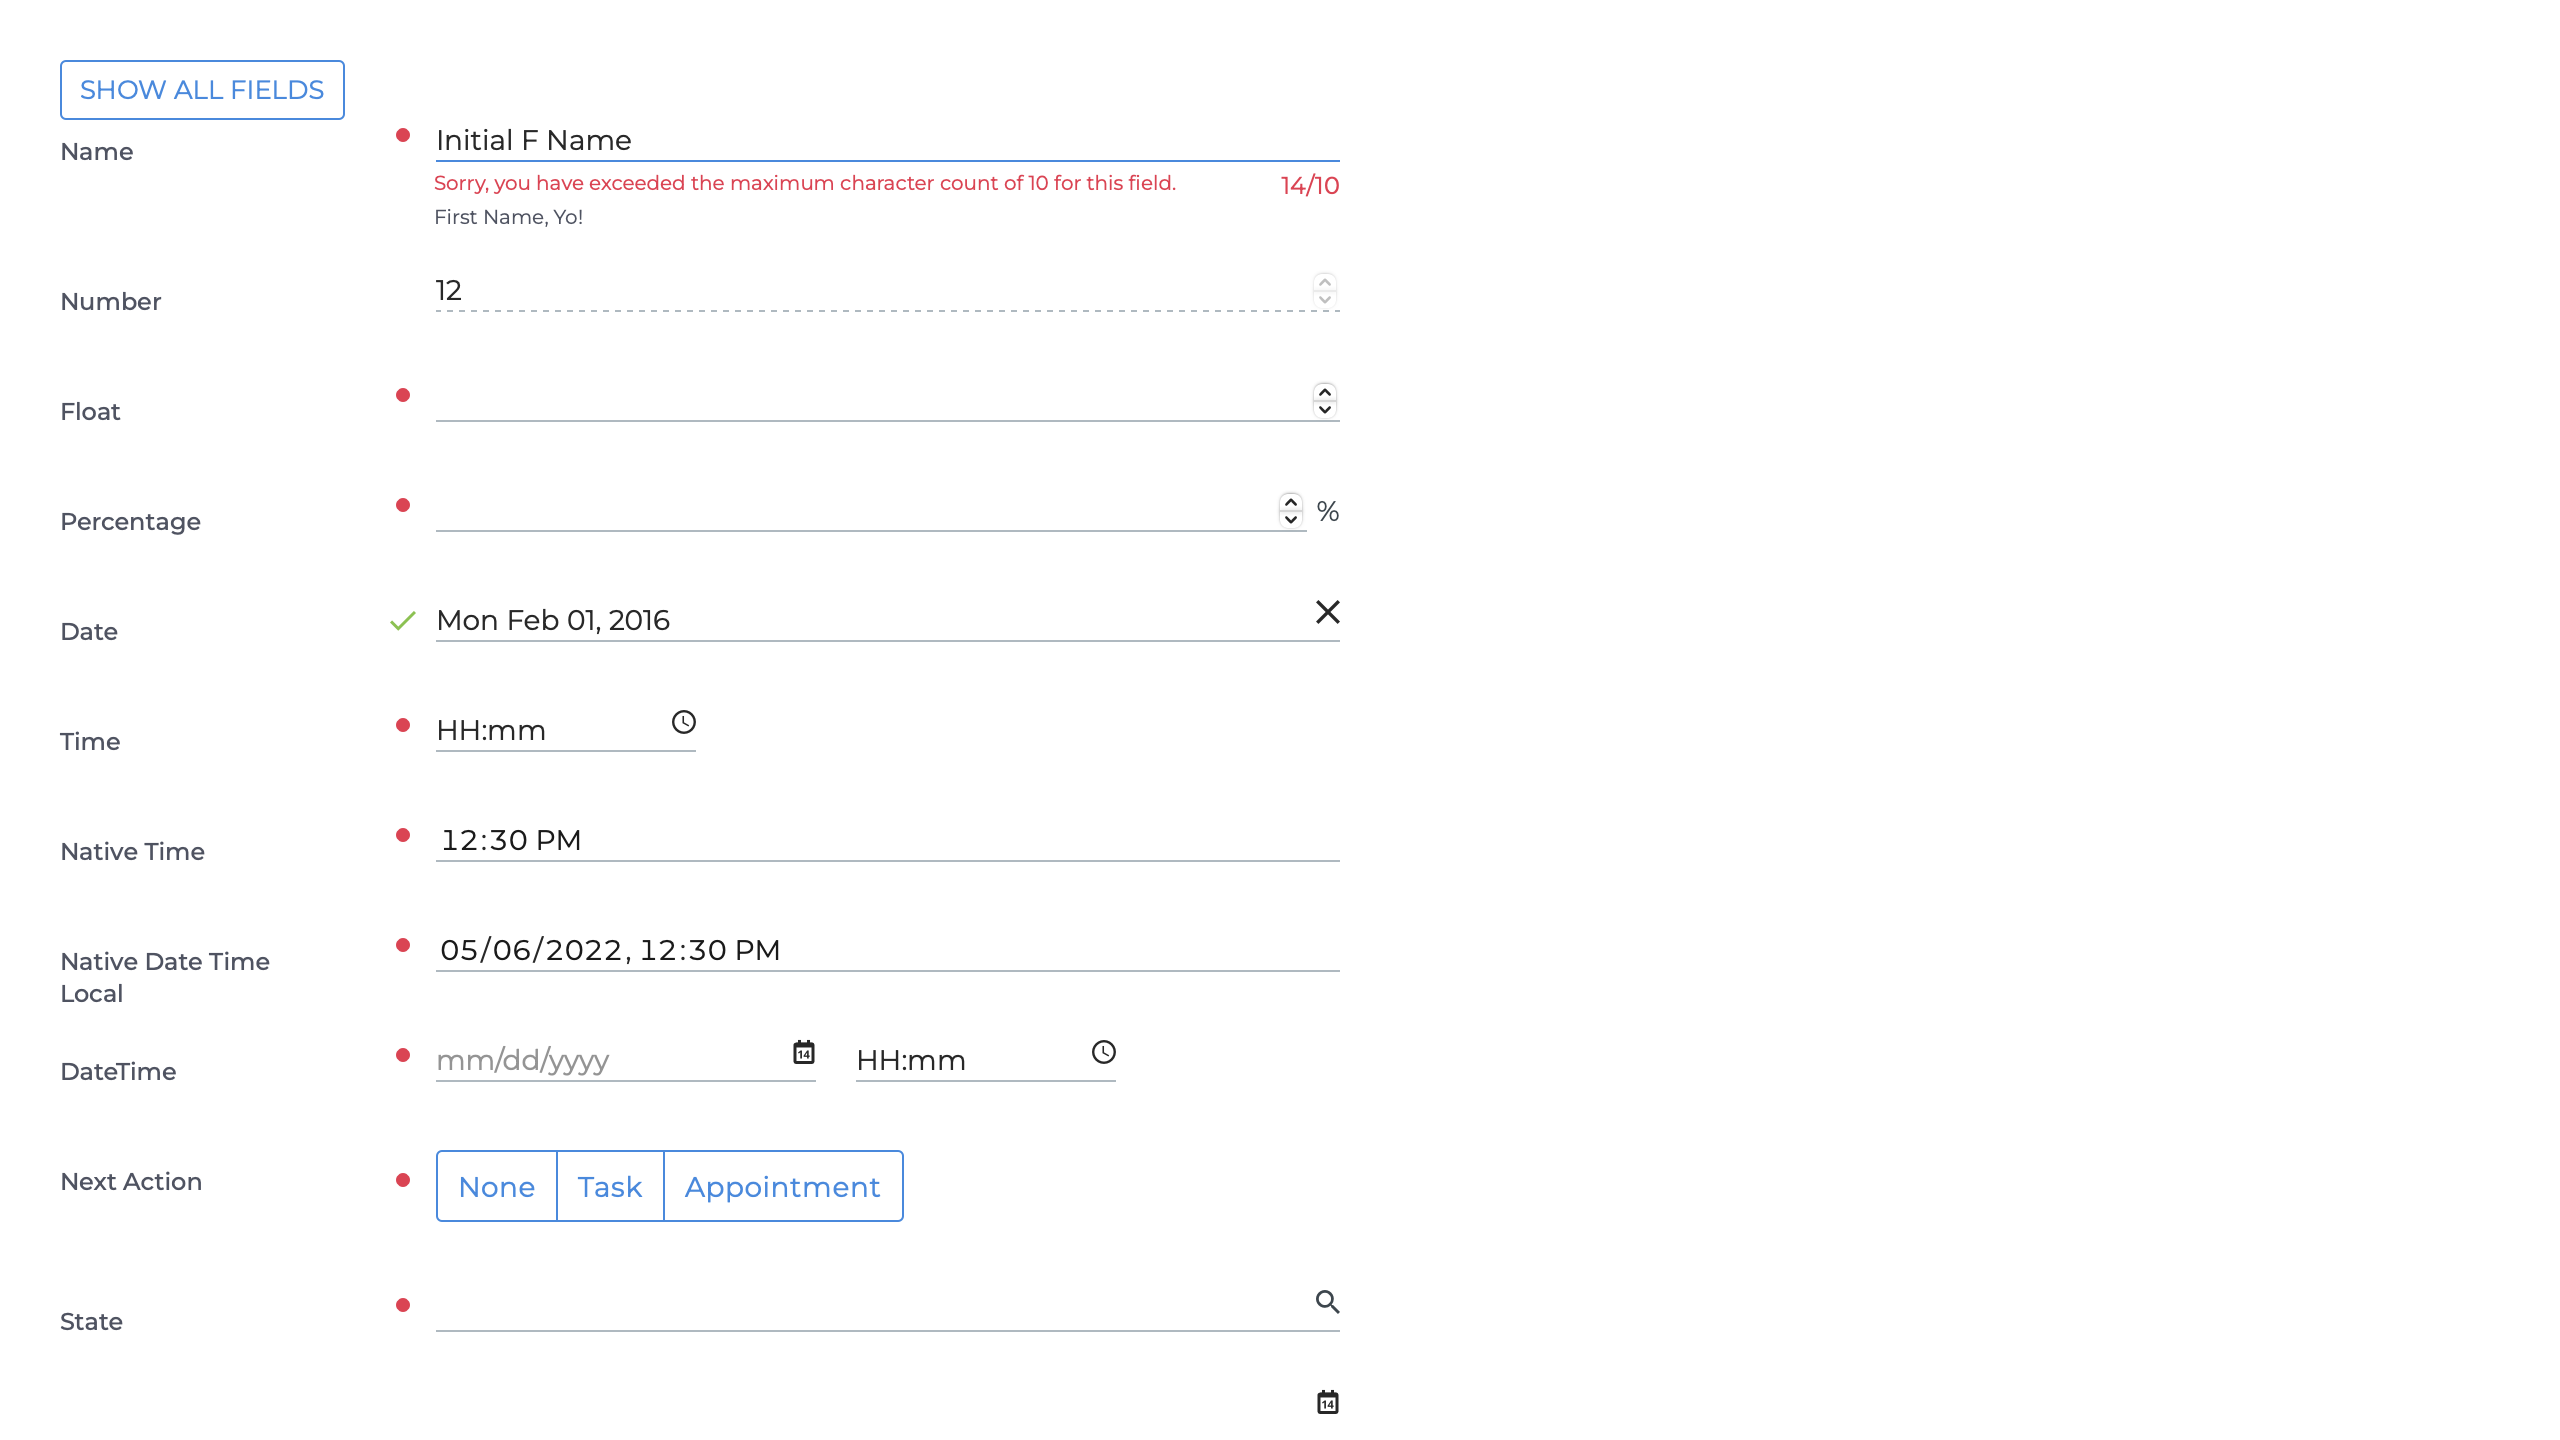 SHOW ALL FIELDS
Name
Initial F Name
Sorry, you have exceeded the maximum character count of 10 for this field.
14/10
First Name, Yo!
Number
12
Float
Percentage
%
Date
Mon Feb 01, 2016
Time
HH:mm
Native Time
12:30 PM
Native Date Time
Local
05/06/2022, 12:30 PM
DateTime
mm/dd/yyyy
14
HH:mm
Next Action
None
Task
Appointment
State
14